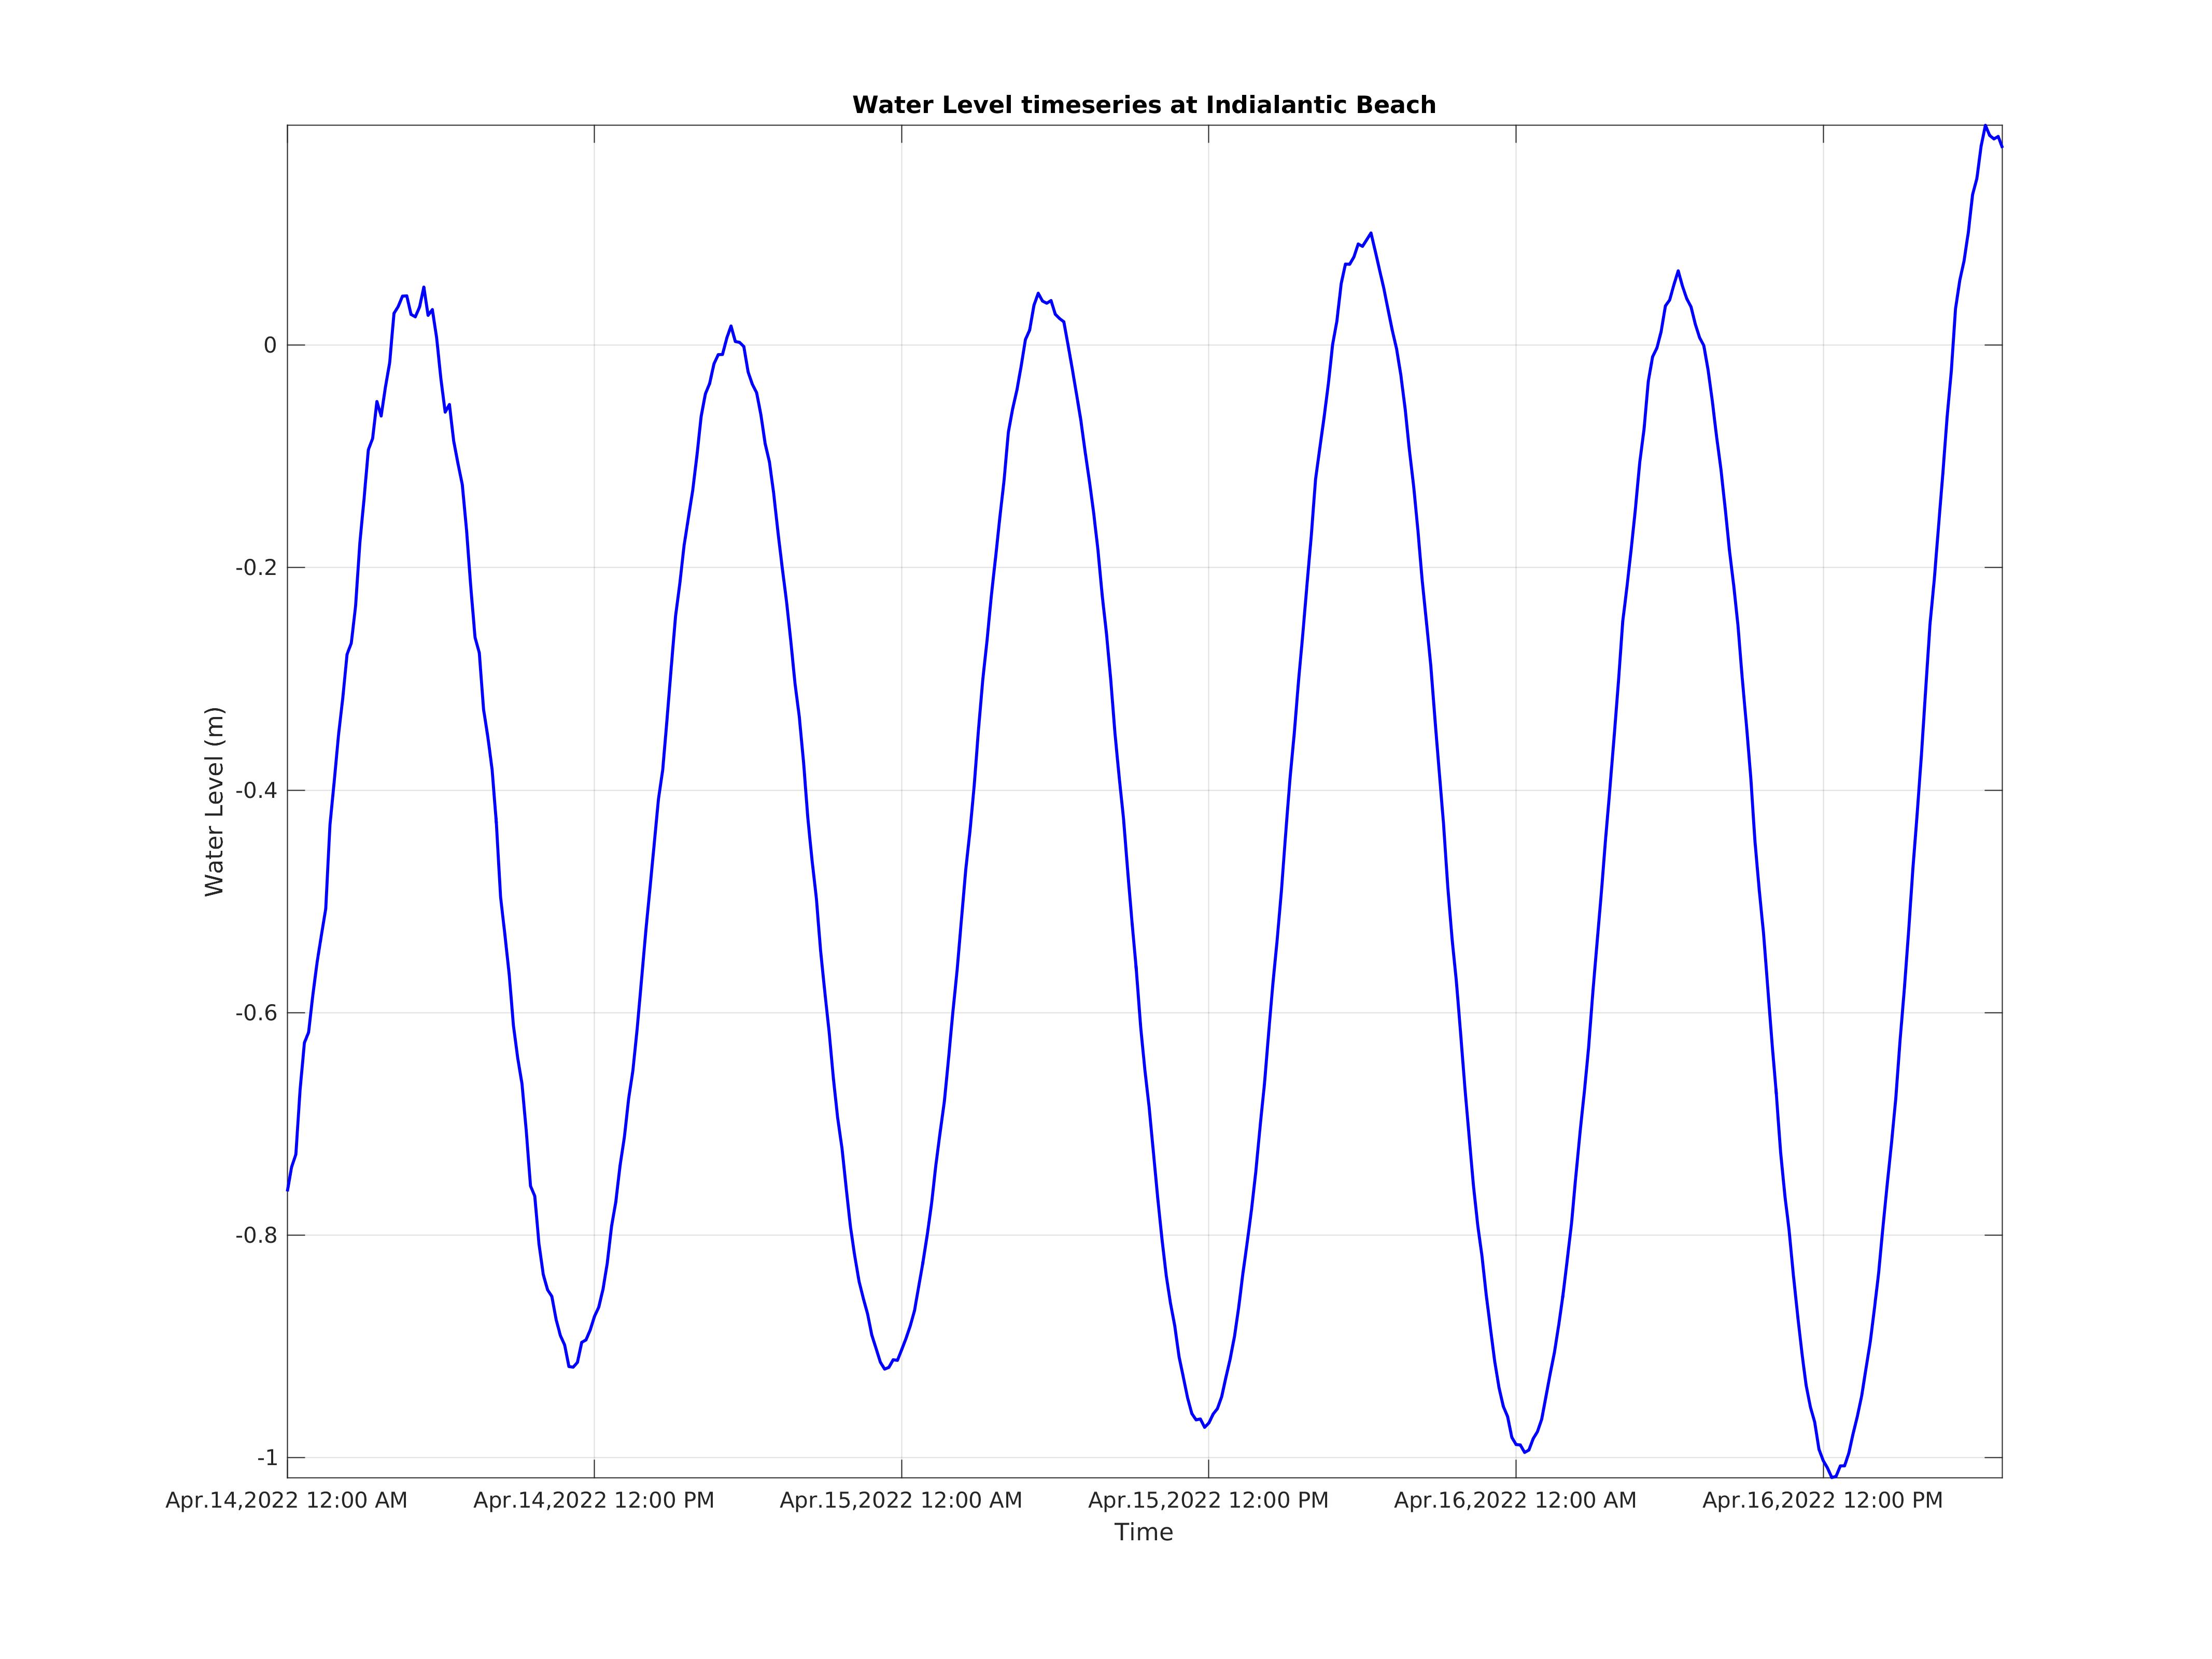 Water Level timeseries at Indialantic Beach
0
-0.2
-0.4
Water Level (m)
-0.6
-0.8
-1
Apr.14,2022 12:00 AM Apr.14,2022 12:00 PM Apr.15,2022 12:00 AM Apr.15,2022 12:00 PM Apr.16,2022 12:00 AM Apr.16,2022 12:00 PM
Time